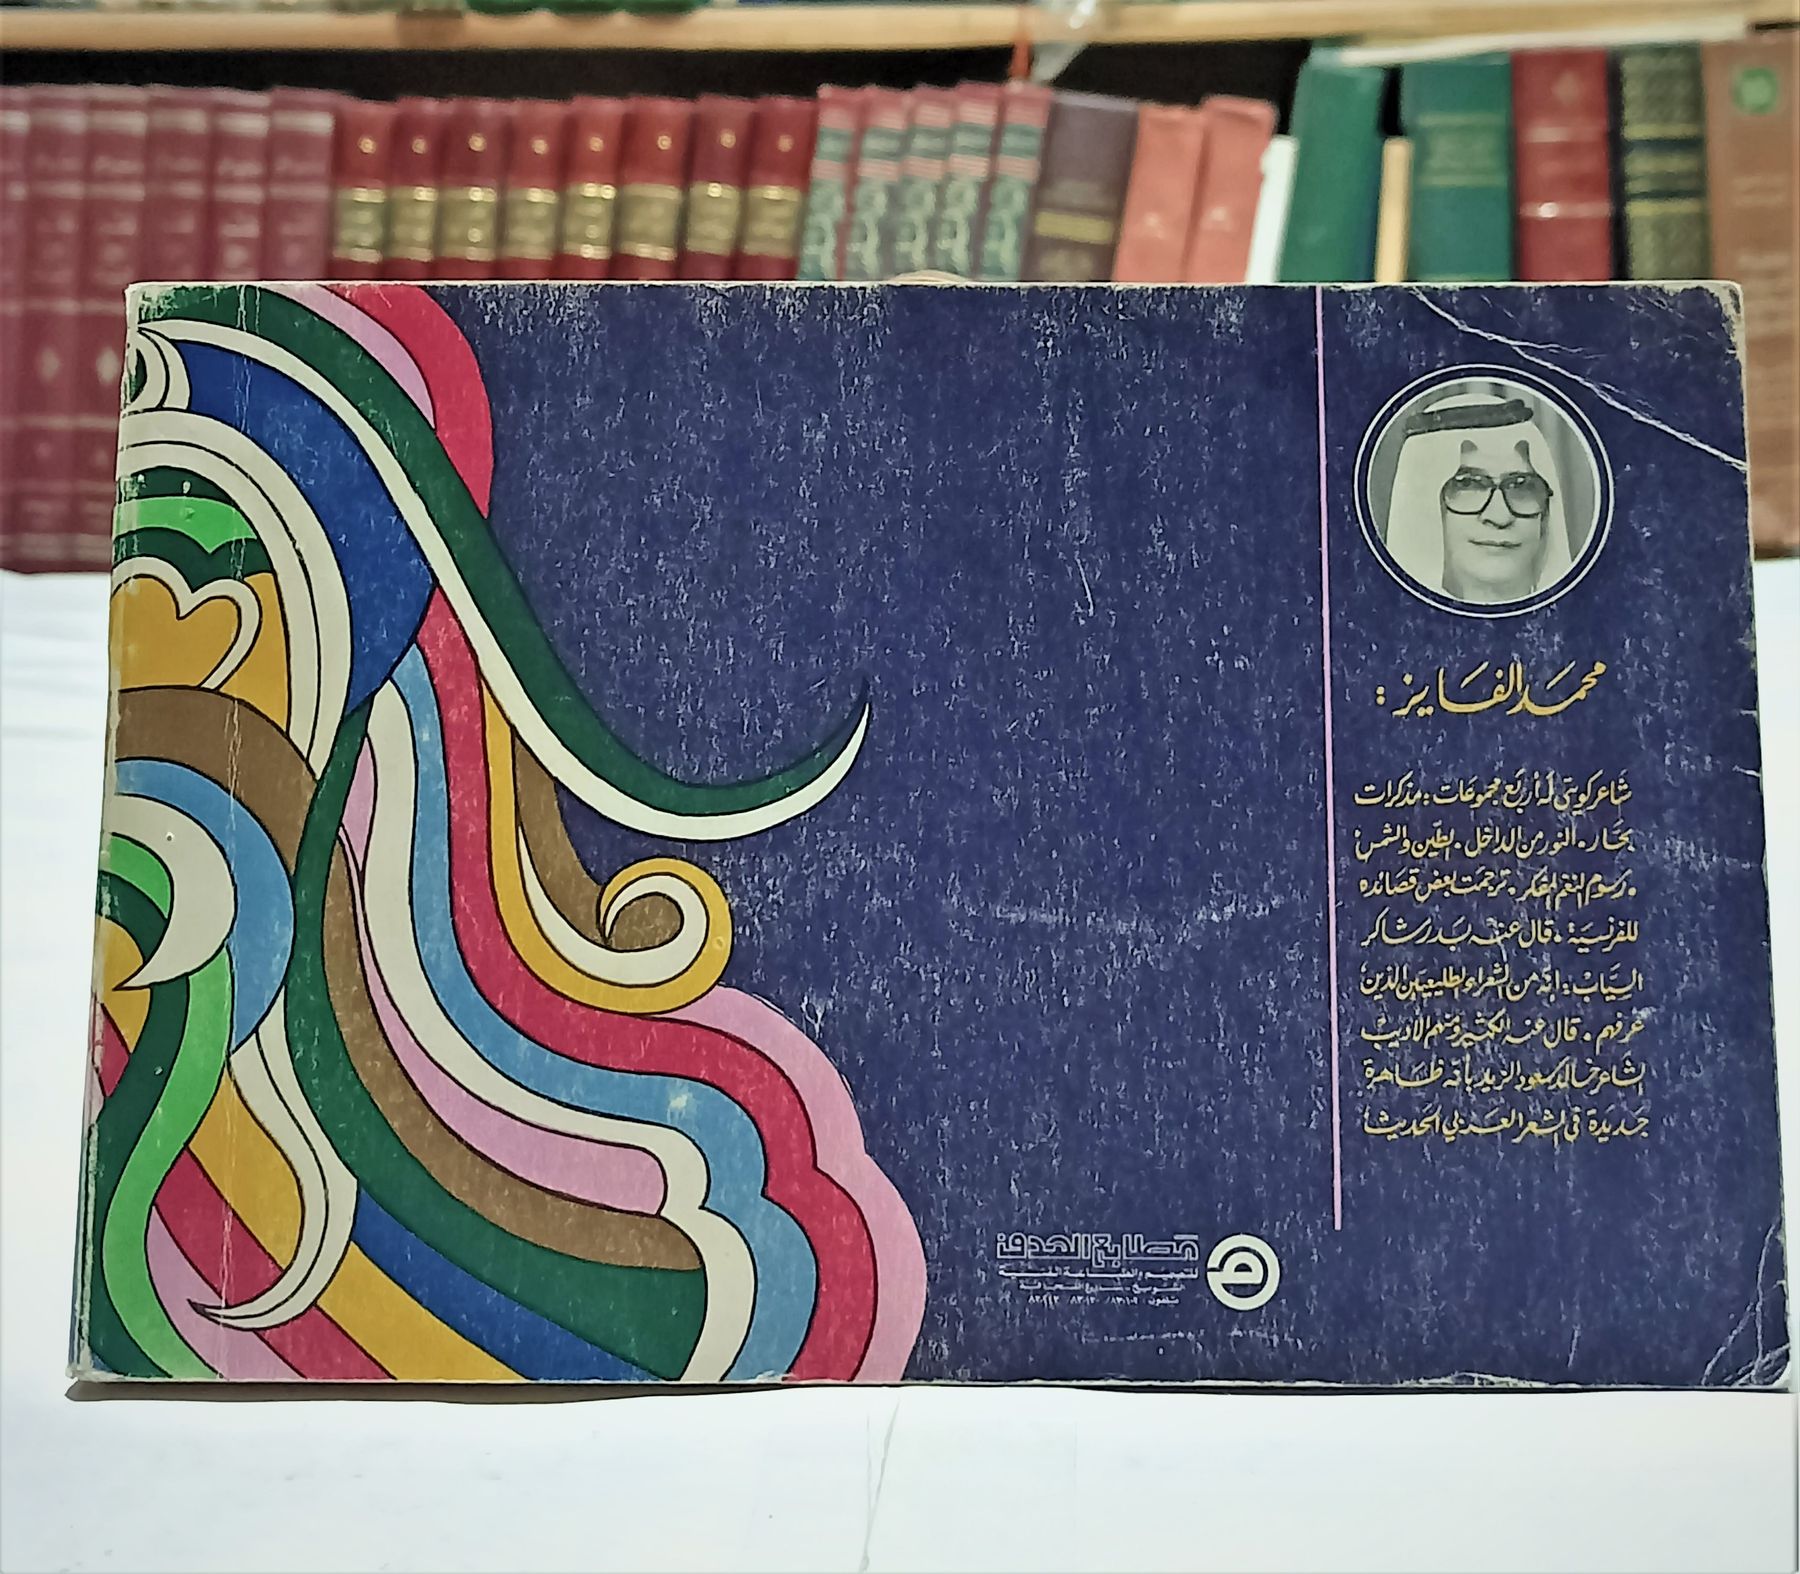 محمد الفايز :
شاعر كويتي له أربع مجموعات : مذكرات
بحار . النور من الداخل . الطين والشمس
. رسوم النغم المفكر . ترجمت بعض قصائده
للفرنسية . قال عنه بدر شاكر
السياب : انه من الشعراء الطليعيين الذين
عرفهم . قال عنه الكثير ومنهم الاديب
الشاعر خالد سعود الزيد بأنه ظاهرة
جديدة في الشعر العربي الحديث
مطابع الهدف